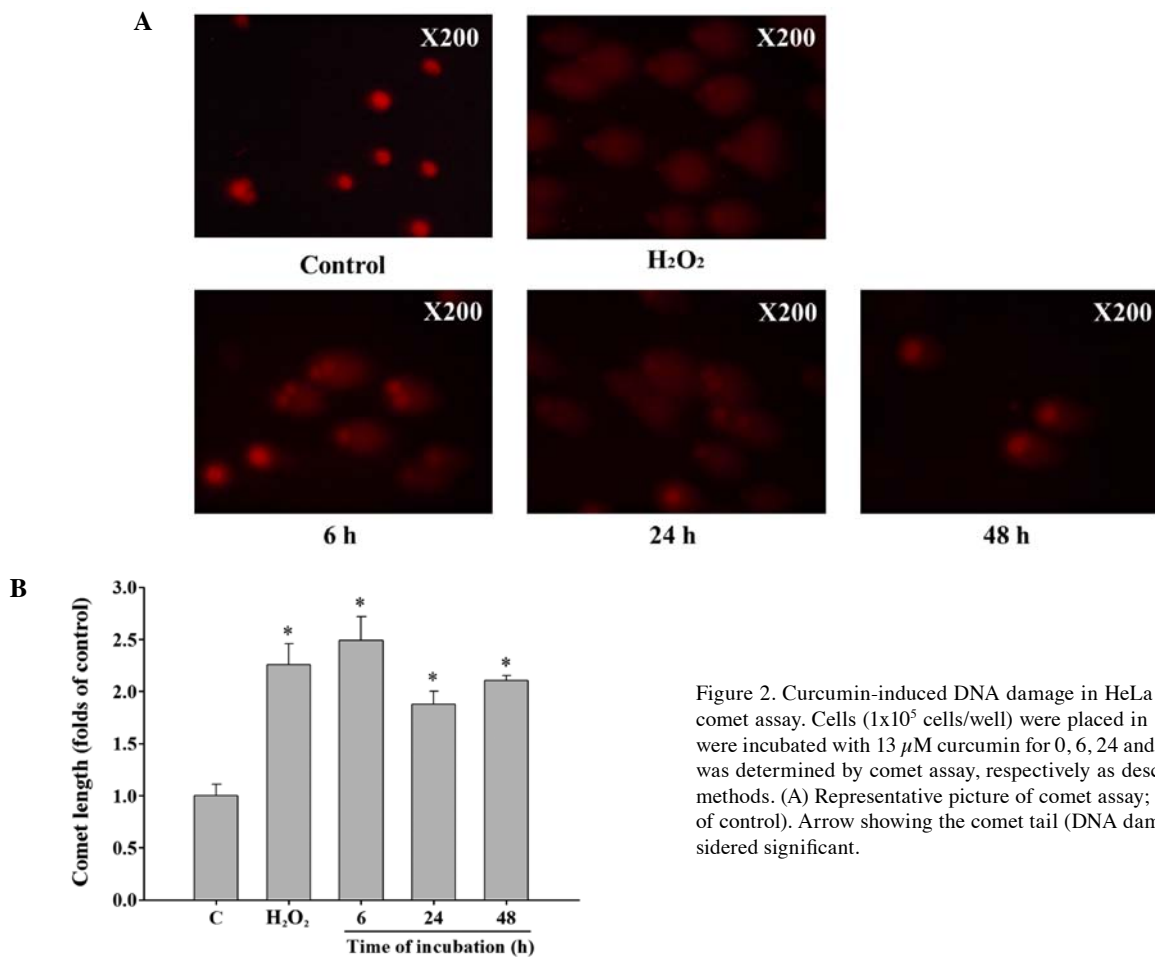 A
X200
X200
Control
H₂O₂
X200
X200
X200
6 h
24 h
48 h
B
Comet length (folds of control)
3.0
2.5
2.0
1.5
1.0
0.5
0.0
*
*
*
*
C
H₂O₂
6
24
48
Time of incubation (h)
Figure 2. Curcumin-induced DNA damage in HeLa
comet assay. Cells (1x10⁵ cells/well) were placed in
were incubated with 13 µM curcumin for 0, 6, 24 and
was determined by comet assay, respectively as desc
methods. (A) Representative picture of comet assay;
of control). Arrow showing the comet tail (DNA dam
sidered significant.